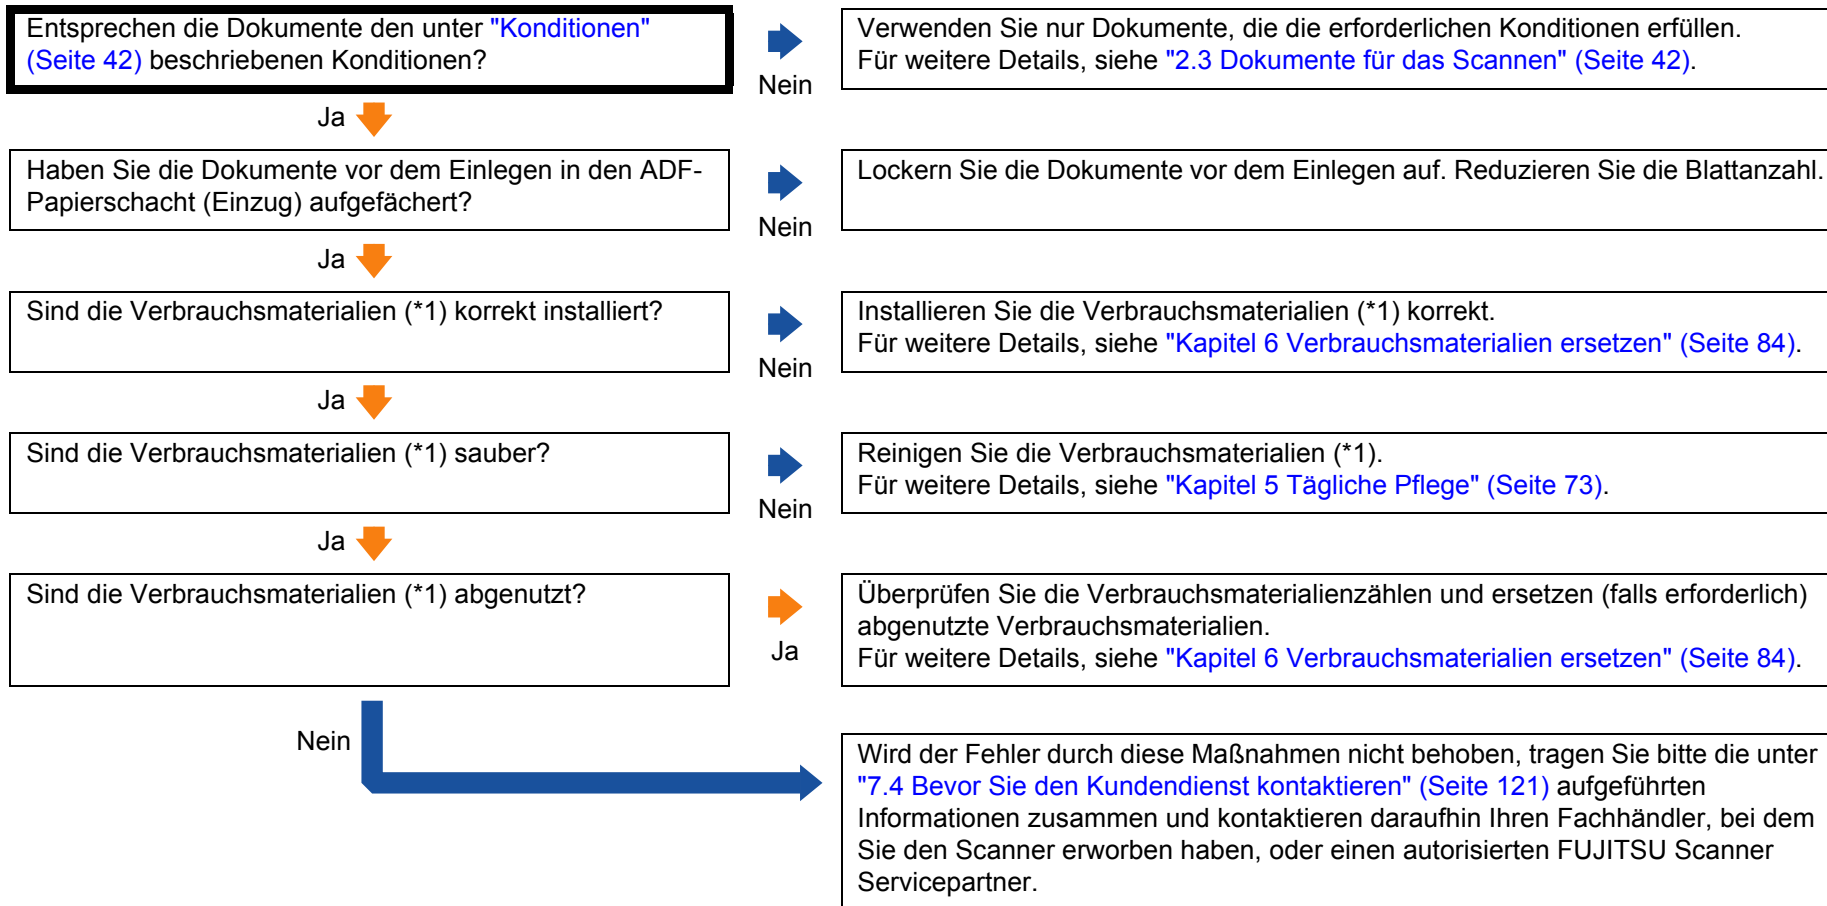 Entsprechen die Dokumente den unter "Konditionen"
(Seite 42) beschriebenen Konditionen?
Nein
Verwenden Sie nur Dokumente, die die erforderlichen Konditionen erfüllen.
Für weitere Details, siehe "2.3 Dokumente für das Scannen" (Seite 42).
Ja
Haben Sie die Dokumente vor dem Einlegen in den ADF-
Papierschacht (Einzug) aufgefächert?
Nein
Lockern Sie die Dokumente vor dem Einlegen auf. Reduzieren Sie die Blattanzahl.
Ja
Sind die Verbrauchsmaterialien (*1) korrekt installiert?
Nein
Installieren Sie die Verbrauchsmaterialien (*1) korrekt.
Für weitere Details, siehe "Kapitel 6 Verbrauchsmaterialien ersetzen" (Seite 84).
Ja
Sind die Verbrauchsmaterialien (*1) sauber?
Nein
Reinigen Sie die Verbrauchsmaterialien (*1).
Für weitere Details, siehe "Kapitel 5 Tägliche Pflege" (Seite 73).
Ja
Sind die Verbrauchsmaterialien (*1) abgenutzt?
Ja
Überprüfen Sie die Verbrauchsmaterialienzählen und ersetzen (falls erforderlich)
abgenutzte Verbrauchsmaterialien.
Für weitere Details, siehe "Kapitel 6 Verbrauchsmaterialien ersetzen" (Seite 84).
Nein
Wird der Fehler durch diese Maßnahmen nicht behoben, tragen Sie bitte die unter
"7.4 Bevor Sie den Kundendienst kontaktieren" (Seite 121) aufgeführten
Informationen zusammen und kontaktieren daraufhin Ihren Fachhändler, bei dem
Sie den Scanner erworben haben, oder einen autorisierten FUJITSU Scanner
Servicepartner.